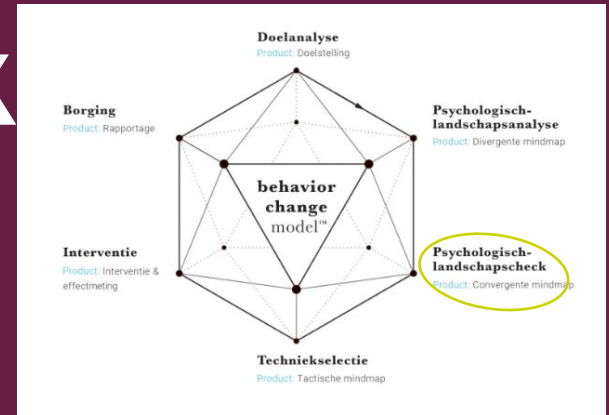 Doelanalyse
Product: Doelstelling
Psychologisch-
landschapsanalyse
Product: Divergente mindmap
Psychologisch-
landschapscheck
Product: Convergente mindmap
Techniekselectie
Product: Tactische mindmap
Interventie
Product: Interventie &
effectmeting
Borging
Product: Rapportage
behavior
change
model™